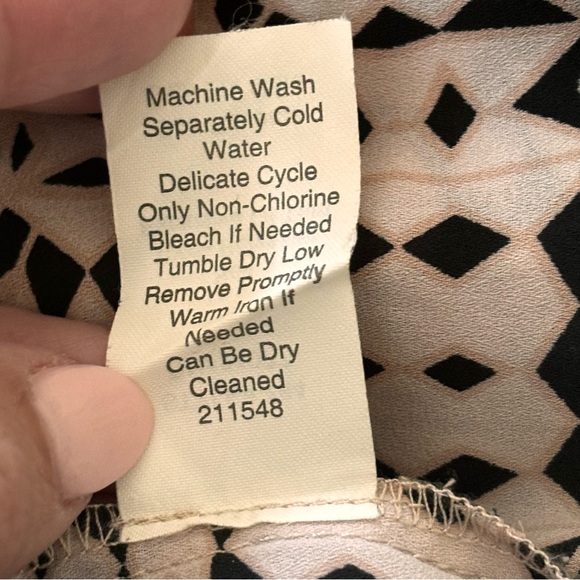 Machine Wash
Separately Cold
Water
Delicate Cycle
Only Non-Chlorine
Bleach If Needed
Tumble Dry Low
Remove Promptly
Warm Iron If
Needed
Can Be Dry
Cleaned
211548